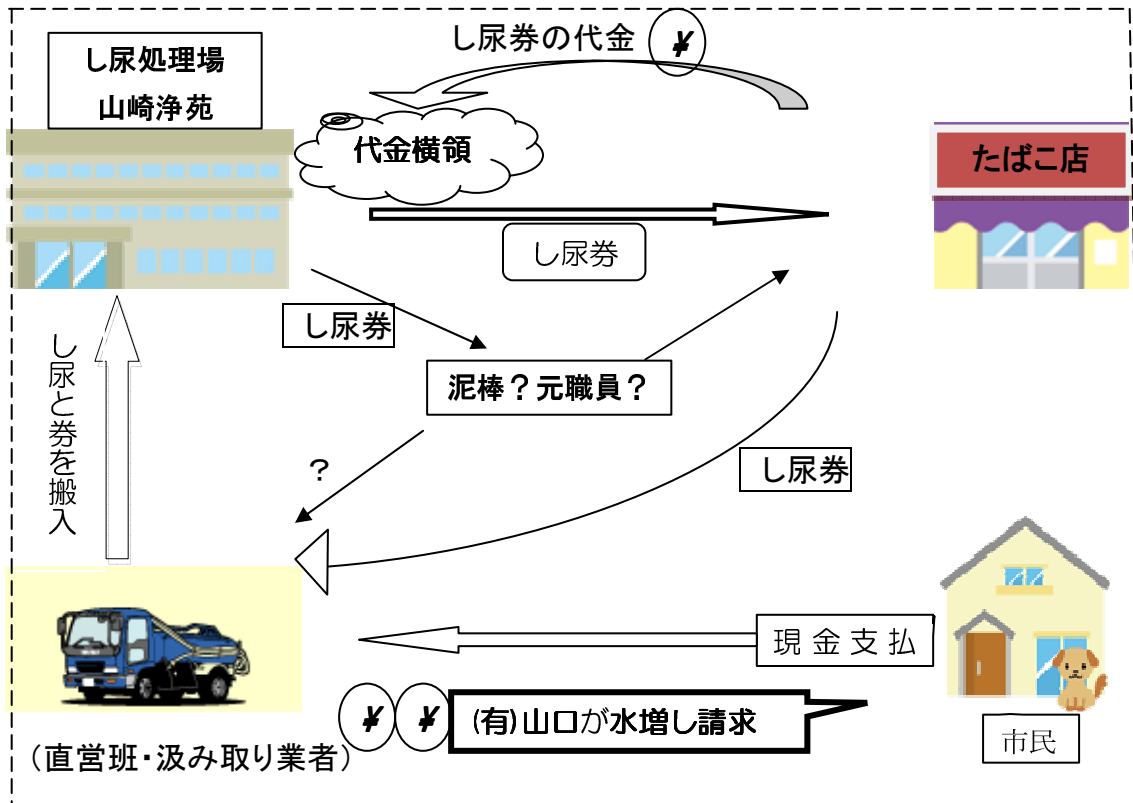 し尿処理場
山崎浄苑
し尿券の代金
¥
代金横領
たばこ店
し尿券
し尿券
泥棒？元職員？
？
し尿券
し尿と券を搬入
現金支払
¥ ¥
(有)山口が水増し請求
市民
（直営班・汲み取り業者）